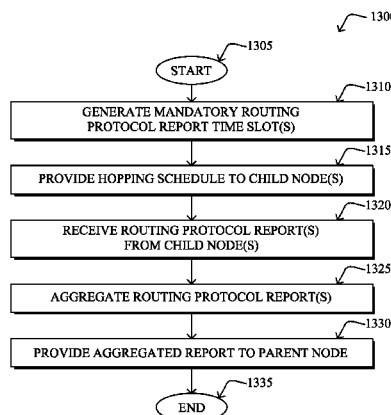 1300
1305
START
1310
GENERATE MANDATORY ROUTING
PROTOCOL REPORT TIME SLOT(S)
1315
PROVIDE HOPPING SCHEDULE TO CHILD NODE(S)
1320
RECEIVE ROUTING PROTOCOL REPORT(S)
FROM CHILD NODE(S)
1325
AGGREGATE ROUTING PROTOCOL REPORT(S)
1330
PROVIDE AGGREGATED REPORT TO PARENT NODE
1335
END